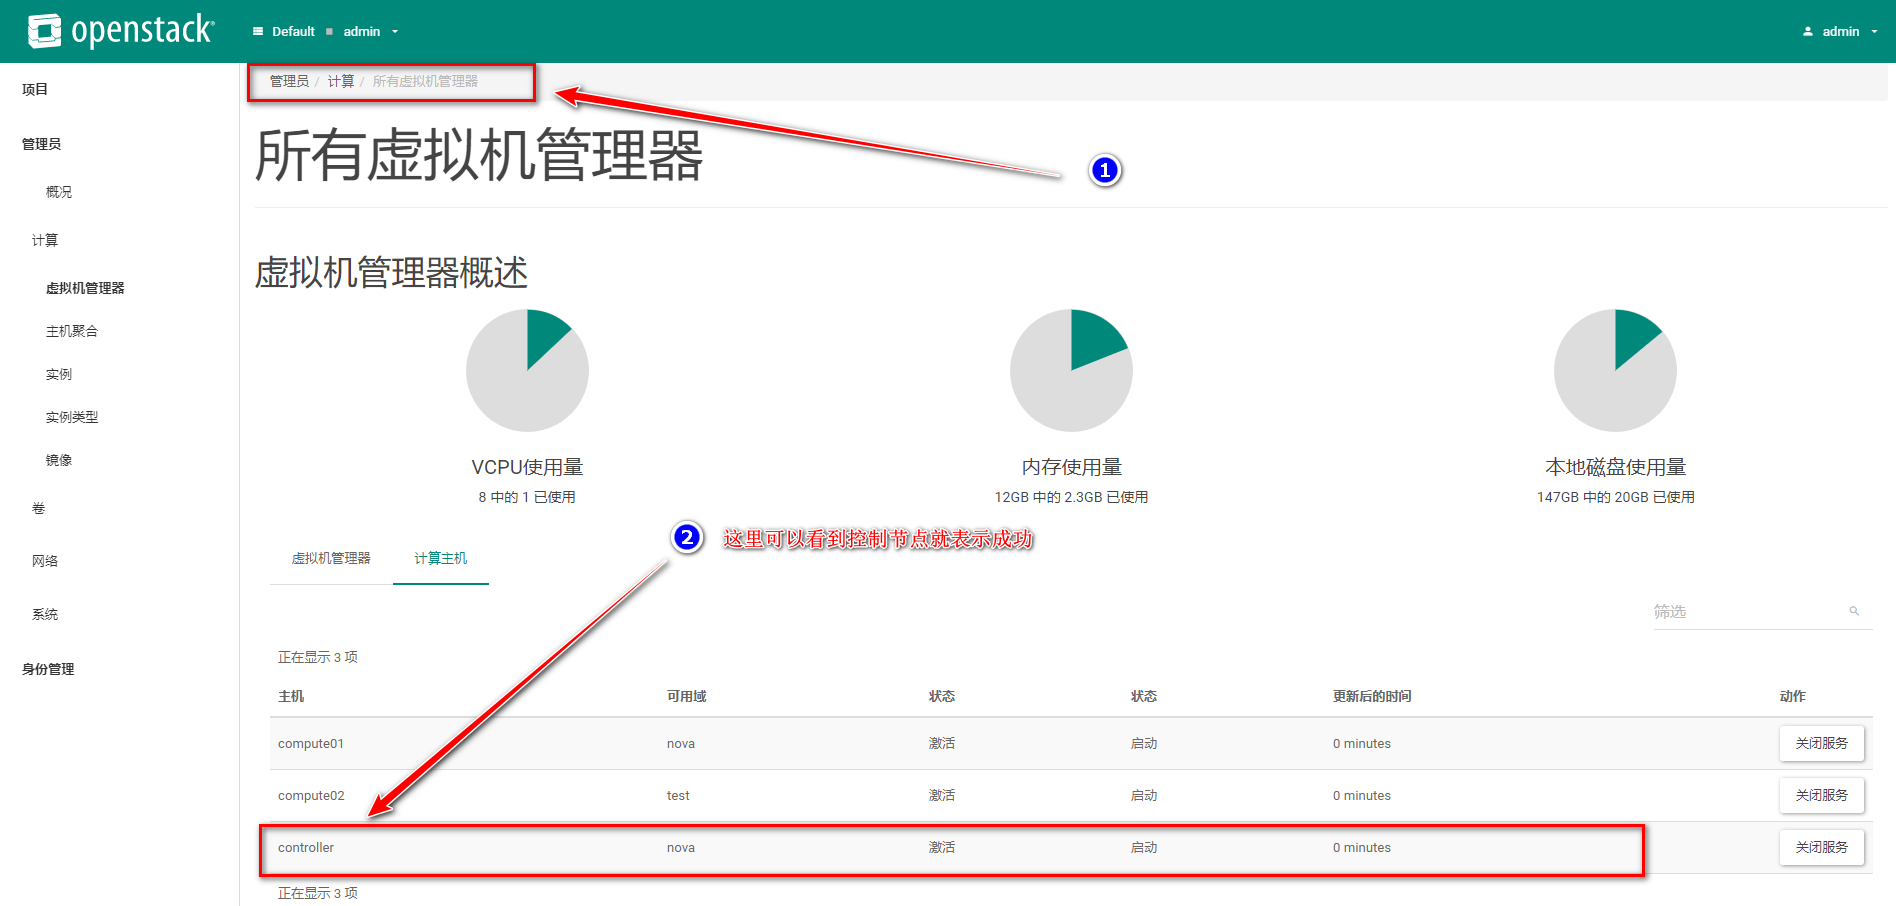 openstack
Default admin
admin
项目
管理员
概况
计算
虚拟机管理器
主机聚合
实例
实例类型
镜像
卷
网络
系统
身份管理
管理员 / 计算 / 所有虚拟机管理器
1
所有虚拟机管理器
虚拟机管理器概述
VCPU使用量
8 中的 1 已使用
内存使用量
12GB 中的 2.3GB 已使用
本地磁盘使用量
147GB 中的 20GB 已使用
2 这里可以看到控制节点就表示成功
虚拟机管理器 计算主机
筛选
正在显示 3 项
主机 可用域 状态 状态 更新后的时间 动作
compute01 nova 激活 启动 0 minutes 关闭服务
compute02 test 激活 启动 0 minutes 关闭服务
controller nova 激活 启动 0 minutes 关闭服务
正在显示 3 项